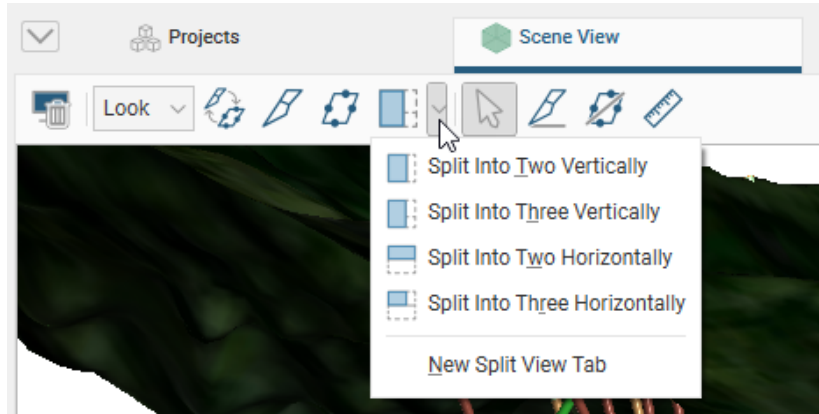 Projects
Scene View
Look
Split Into Two Vertically
Split Into Three Vertically
Split Into Two Horizontally
Split Into Three Horizontally
New Split View Tab